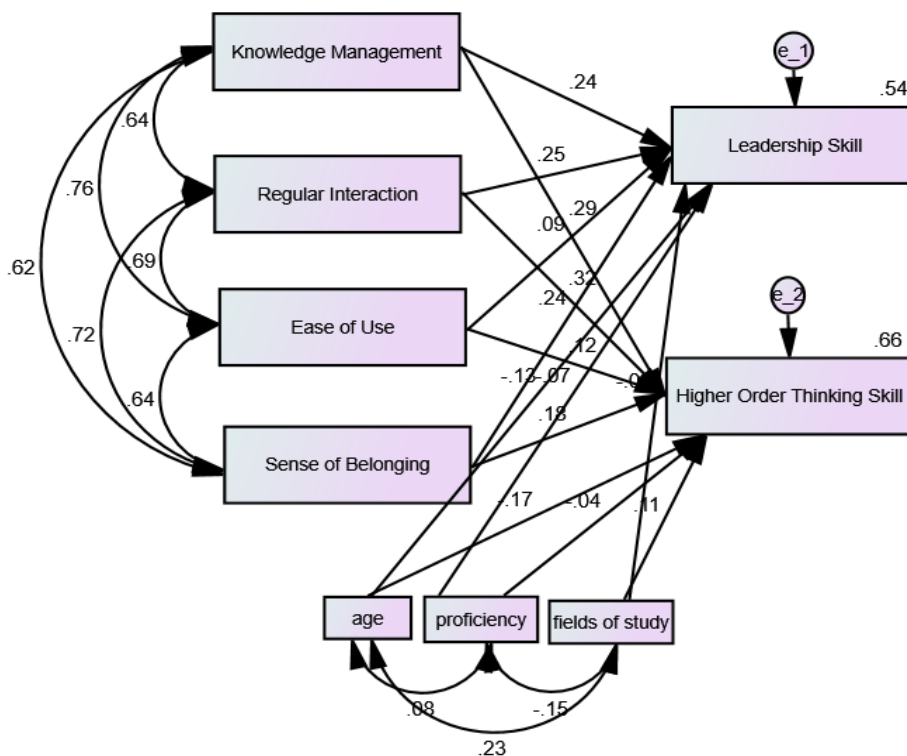 Knowledge Management
e_1
.24
.54
Leadership Skill
.64
.25
.76
Regular Interaction
.29
.09
.62
.69
.32
.24
e_2
.72
Ease of Use
.12
.66
-.13
-.07
.64
.18
Higher Order Thinking Skill
Sense of Belonging
-.17
-.04
.11
age
proficiency
fields of study
.08
-.15
.23